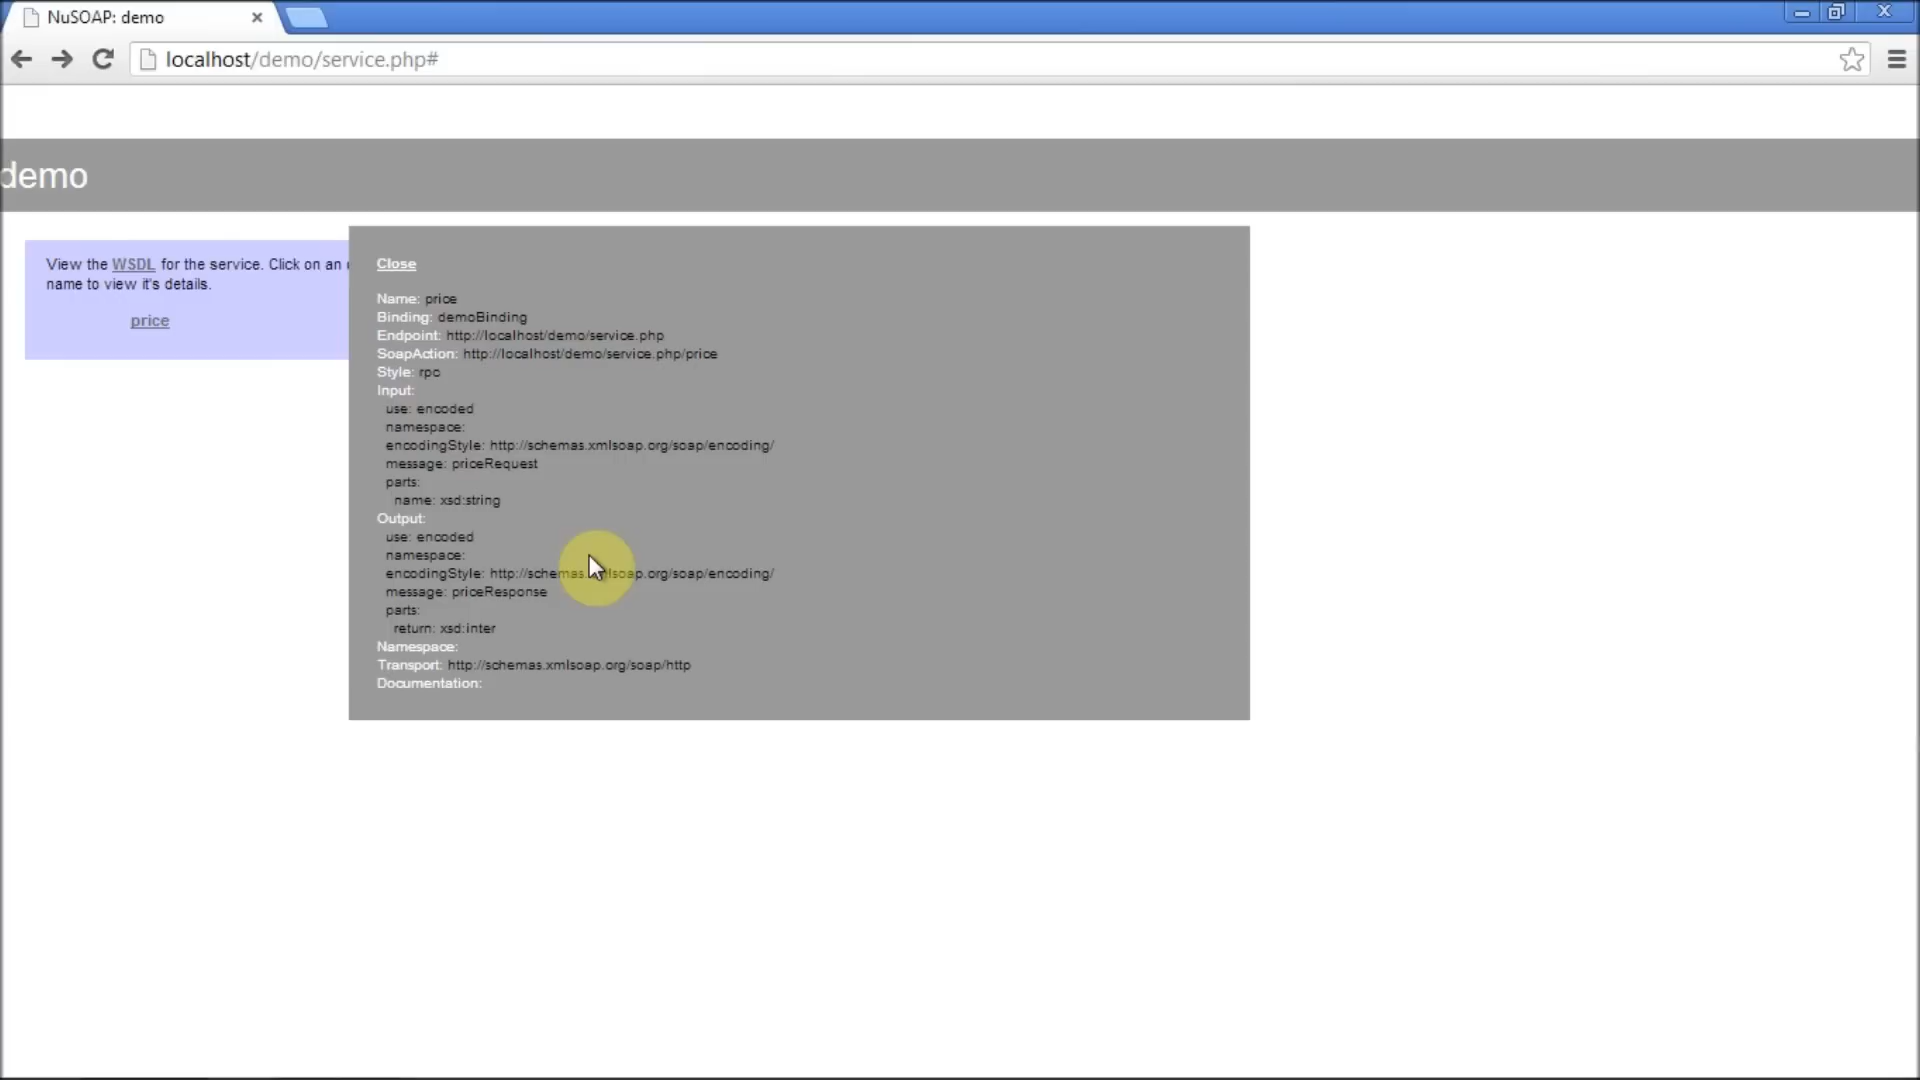 NuSOAP: demo
localhost/demo/service.php#
demo
View the WSDL for the service. Click on an
name to view it's details.
price
Close
Name: price
Binding: demoBinding
Endpoint: http://localhost/demo/service.php
SoapAction: http://localhost/demo/service.php/price
Style: rpc
Input:
use: encoded
namespace:
encodingStyle: http://schemas.xmlsoap.org/soap/encoding/
message: priceRequest
parts:
name: xsd:string
Output:
use: encoded
namespace:
encodingStyle: http://schemas.xmlsoap.org/soap/encoding/
message: priceResponse
parts:
return: xsd:inter
Namespace:
Transport: http://schemas.xmlsoap.org/soap/http
Documentation: